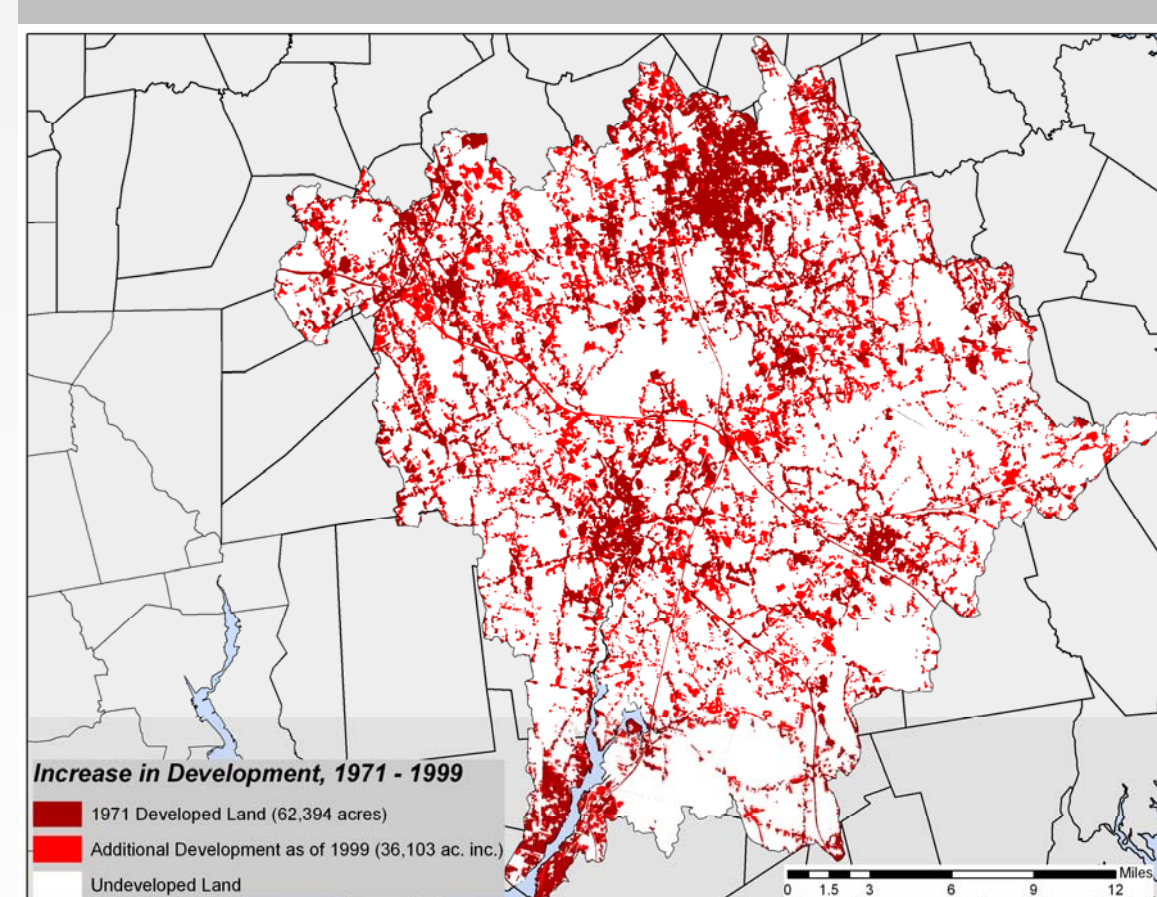 Increase in Development, 1971 - 1999
1971 Developed Land (62,394 acres)
Additional Development as of 1999 (36,103 ac. inc.)
Undeveloped Land
Miles
0 1.5 3 6 9 12